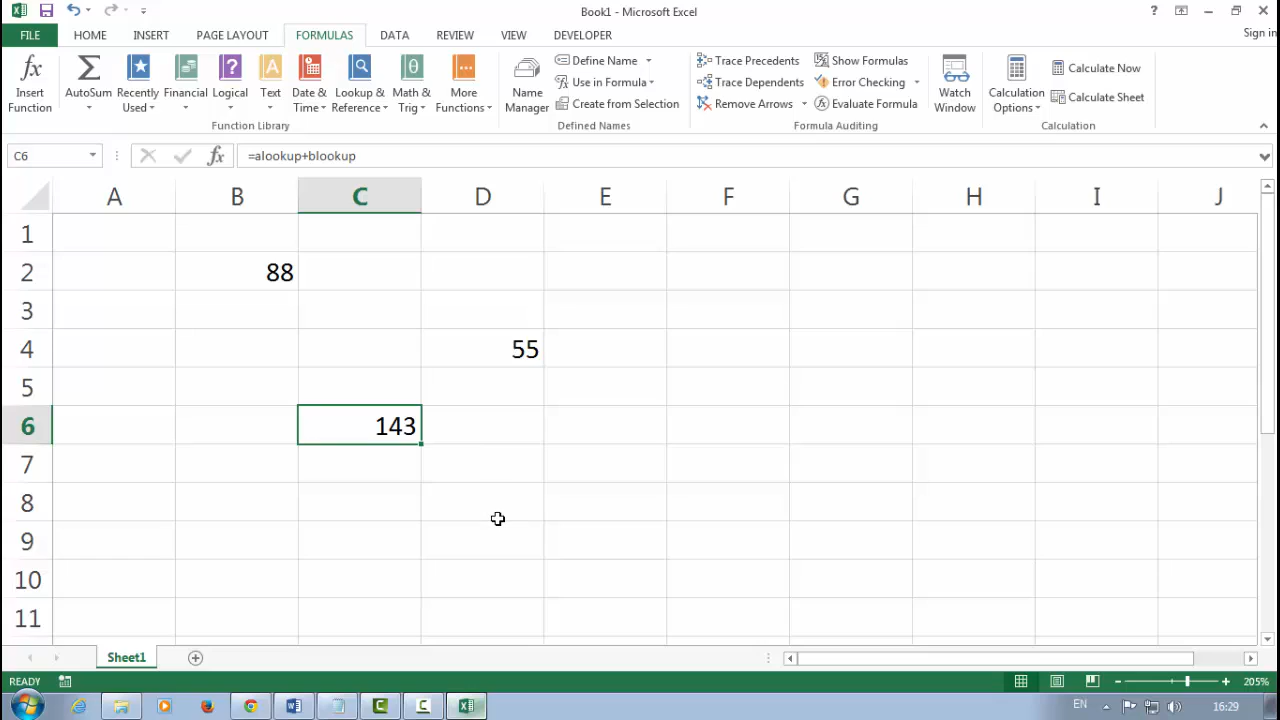 Book1 - Microsoft Excel
?
FILE HOME INSERT PAGE LAYOUT FORMULAS DATA REVIEW VIEW DEVELOPER Sign in
fx Insert Function
Σ AutoSum
Recently Used
Financial
Logical
Text
Date & Time
Lookup & Reference
Math & Trig
More Functions
Function Library
Name Manager
Define Name
Use in Formula
Create from Selection
Defined Names
Trace Precedents
Trace Dependents
Remove Arrows
Show Formulas
Error Checking
Evaluate Formula
Formula Auditing
Watch Window
Calculation Options
Calculate Now
Calculate Sheet
Calculation
C6 fx =alookup+blookup
A B C D E F G H I J
1
2 88
3
4 55
5
6 143
7
8
9
10
11
Sheet1
READY 205%
EN 16:29